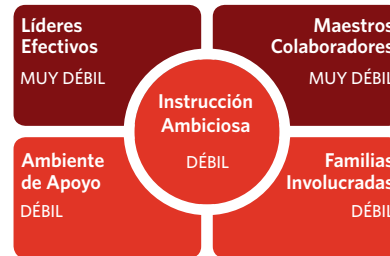 Líderes
Efectivos
MUY DÉBIL
Maestros
Colaboradores
MUY DÉBIL
Instrucción
Ambiciosa
DÉBIL
Ambiente
de Apoyo
DÉBIL
Familias
Involucradas
DÉBIL